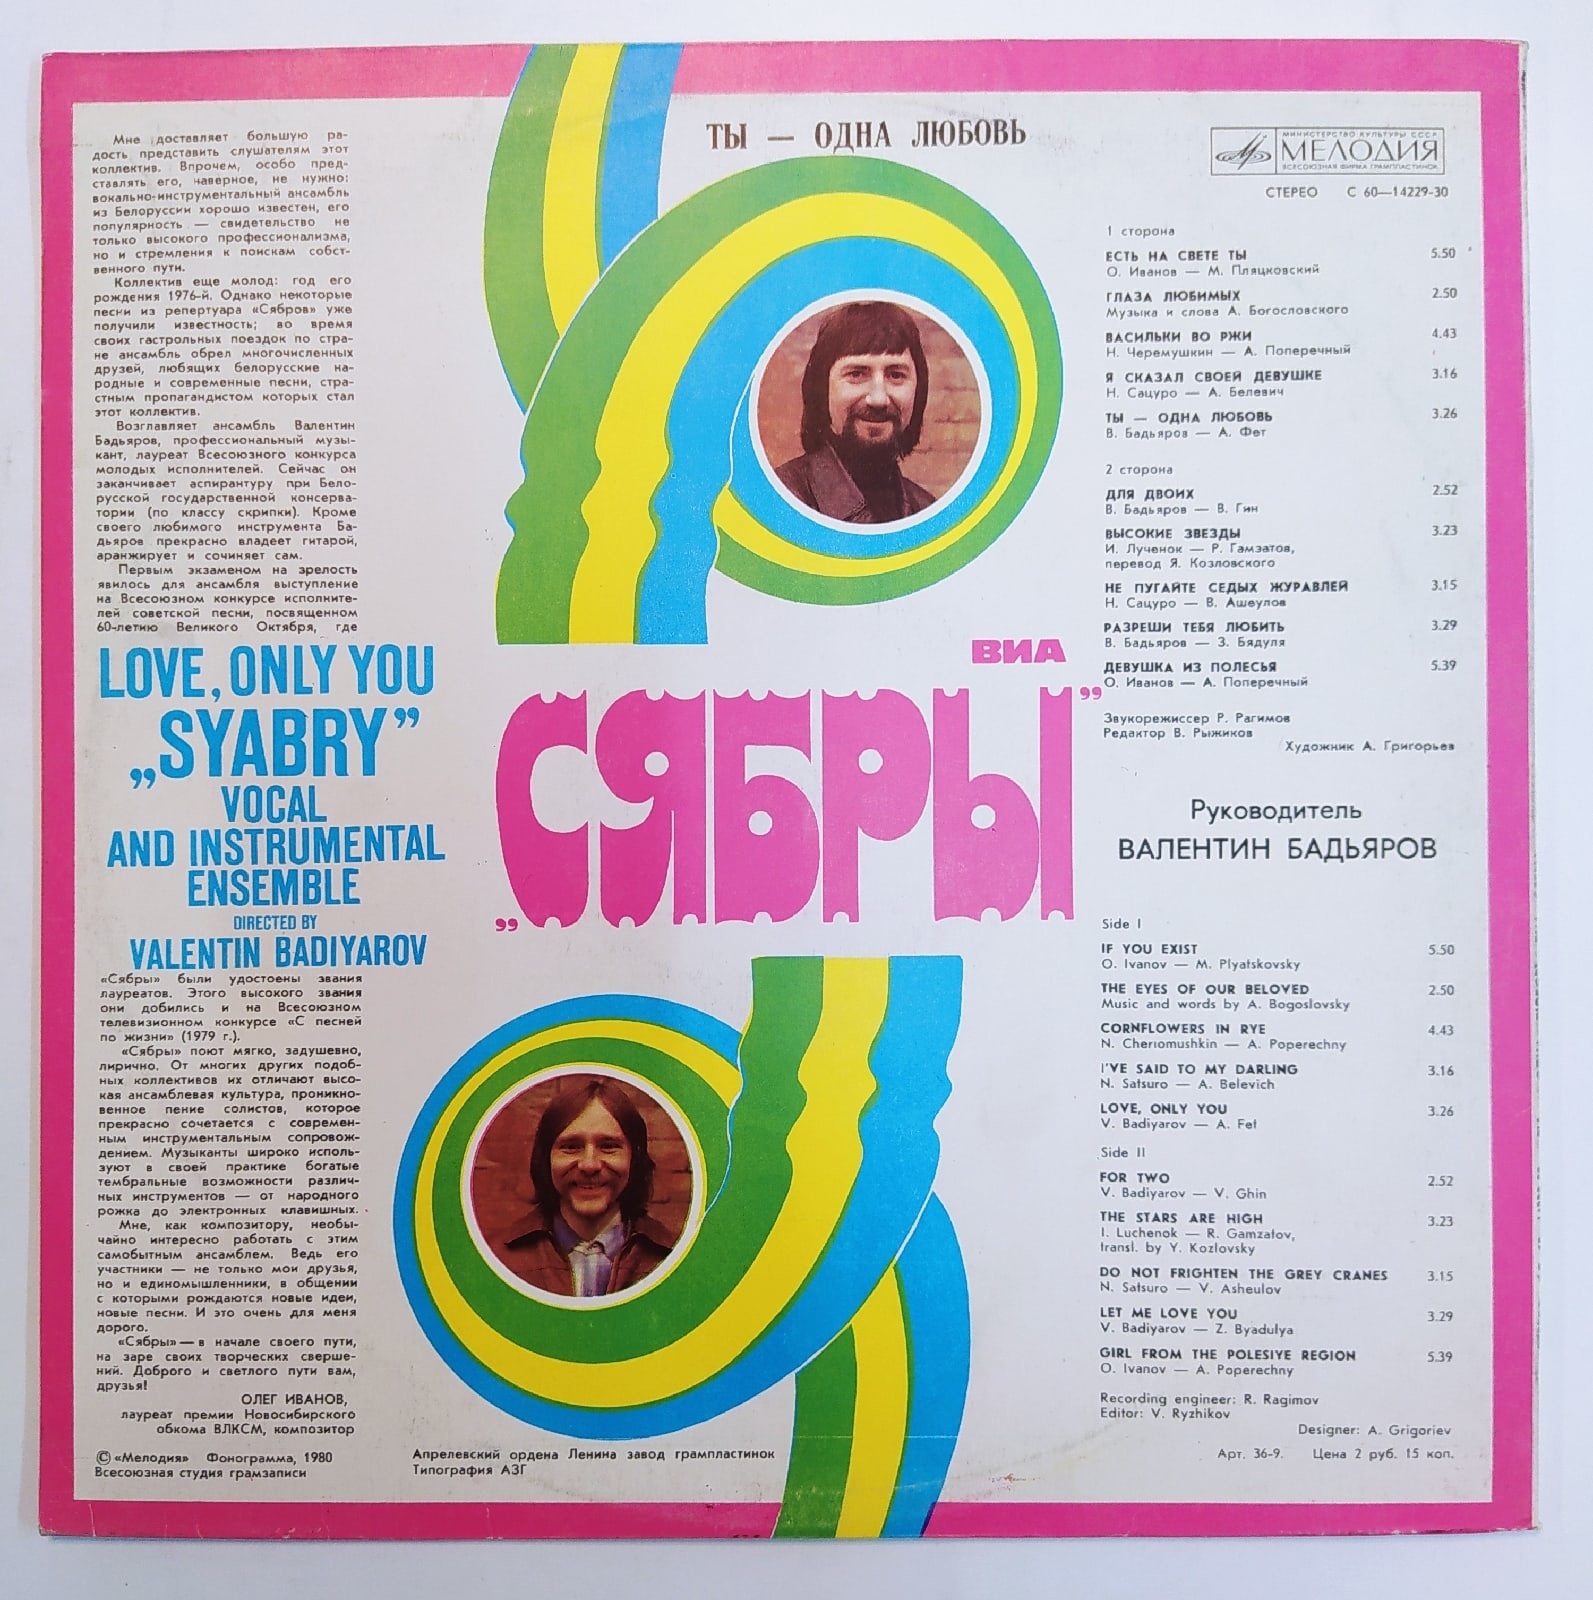 Мне доставляет большую ра-
дость представить слушателям этот
коллектив. Впрочем, особо пред-
ставлять его, наверное, не нужно:
вокально-инструментальный ансамбль
из Белоруссии хорошо известен, его
популярность — свидетельство не
только высокого профессионализма,
но и стремления к поискам собст-
венного пути.
Коллектив еще молод: год его
рождения 1976-й. Однако некоторые
песни из репертуара «Сябров» уже
получили известность; во время
своих гастрольных поездок по стра-
не ансамбль обрел многочисленных
друзей, любящих белорусские на-
родные и современные песни, стра-
стным пропагандистом которых стал
этот коллектив.
Возглавляет ансамбль Валентин
Бадьяров, профессиональный музы-
кант, лауреат Всесоюзного конкурса
молодых исполнителей. Сейчас он
заканчивает аспирантуру при Бело-
русской государственной консерва-
тории (по классу скрипки). Кроме
своего любимого инструмента Ба-
дьяров прекрасно владеет гитарой,
аранжирует и сочиняет сам.
Первым экзаменом на зрелость
явилось для ансамбля выступление
на Всесоюзном конкурсе исполните-
лей советской песни, посвященном
60-летию Великого Октября, где
LOVE, ONLY YOU
„SYABRY”
VOCAL
AND INSTRUMENTAL
ENSEMBLE
DIRECTED BY
VALENTIN BADIYAROV
«Сябры» были удостоены звания
лауреатов. Этого высокого звания
они добились и на Всесоюзном
телевизионном конкурсе «С песней
по жизни» (1979 г.).
«Сябры» поют мягко, задушевно,
лирично. От многих других подоб-
ных коллективов их отличают высо-
кая ансамблевая культура, проникно-
венное пение солистов, которое
прекрасно сочетается с современ-
ным инструментальным сопровож-
дением. Музыканты широко исполь-
зуют в своей практике богатые
тембральные возможности различ-
ных инструментов — от народного
рожка до электронных клавишных.
Мне, как композитору, необы-
чайно интересно работать с этим
самобытным ансамблем. Ведь его
участники — не только мои друзья,
но и единомышленники, в общении
с которыми рождаются новые идеи,
новые песни. И это очень для меня
дорого.
«Сябры» — в начале своего пути,
на заре своих творческих сверше-
ний. Доброго и светлого пути вам,
друзья!
ОЛЕГ ИВАНОВ,
лауреат премии Новосибирского
обкома ВЛКСМ, композитор
© «Мелодия» Фонограмма, 1980
Всесоюзная студия грамзаписи
ТЫ — ОДНА ЛЮБОВЬ
ВИА
„СЯБРЫ”
Апрелевский ордена Ленина завод грампластинок
Типография АЗГ
МИНИСТЕРСТВО КУЛЬТУРЫ СССР
МЕЛОДИЯ
ВСЕСОЮЗНАЯ ФИРМА ГРАМПЛАСТИНОК
СТЕРЕО С 60—14229-30
1 сторона
ЕСТЬ НА СВЕТЕ ТЫ 5.50
О. Иванов — М. Пляцковский
ГЛАЗА ЛЮБИМЫХ 2.50
Музыка и слова А. Богословского
ВАСИЛЬКИ ВО РЖИ 4.43
Н. Черемушкин — А. Поперечный
Я СКАЗАЛ СВОЕЙ ДЕВУШКЕ 3.16
Н. Сацуро — А. Белевич
ТЫ — ОДНА ЛЮБОВЬ 3.26
В. Бадьяров — А. Фет
2 сторона
ДЛЯ ДВОИХ 2.52
В. Бадьяров — В. Гин
ВЫСОКИЕ ЗВЕЗДЫ 3.23
И. Лученок — Р. Гамзатов,
перевод Я. Козловского
НЕ ПУГАЙТЕ СЕДЫХ ЖУРАВЛЕЙ 3.15
Н. Сацуро — В. Ашеулов
РАЗРЕШИ ТЕБЯ ЛЮБИТЬ 3.29
В. Бадьяров — З. Бядуля
ДЕВУШКА ИЗ ПОЛЕСЬЯ 5.39
О. Иванов — А. Поперечный
Звукорежиссер Р. Рагимов
Редактор В. Рыжиков
Художник А. Григорьев
Руководитель
ВАЛЕНТИН БАДЬЯРОВ
Side I
IF YOU EXIST 5.50
O. Ivanov — M. Plyatskovsky
THE EYES OF OUR BELOVED 2.50
Music and words by A. Bogoslovsky
CORNFLOWERS IN RYE 4.43
N. Cheriomushkin — A. Poperechny
I'VE SAID TO MY DARLING 3.16
N. Satsuro — A. Belevich
LOVE, ONLY YOU 3.26
V. Badiyarov — A. Fet
Side II
FOR TWO 2.52
V. Badiyarov — V. Ghin
THE STARS ARE HIGH 3.23
I. Luchenok — R. Gamzatov,
transl. by Y. Kozlovsky
DO NOT FRIGHTEN THE GREY CRANES 3.15
N. Satsuro — V. Asheulov
LET ME LOVE YOU 3.29
V. Badiyarov — Z. Byadulya
GIRL FROM THE POLESIYE REGION 5.39
O. Ivanov — A. Poperechny
Recording engineer: R. Ragimov
Editor: V. Ryzhikov
Designer: A. Grigoriev
Арт. 36-9. Цена 2 руб. 15 коп.